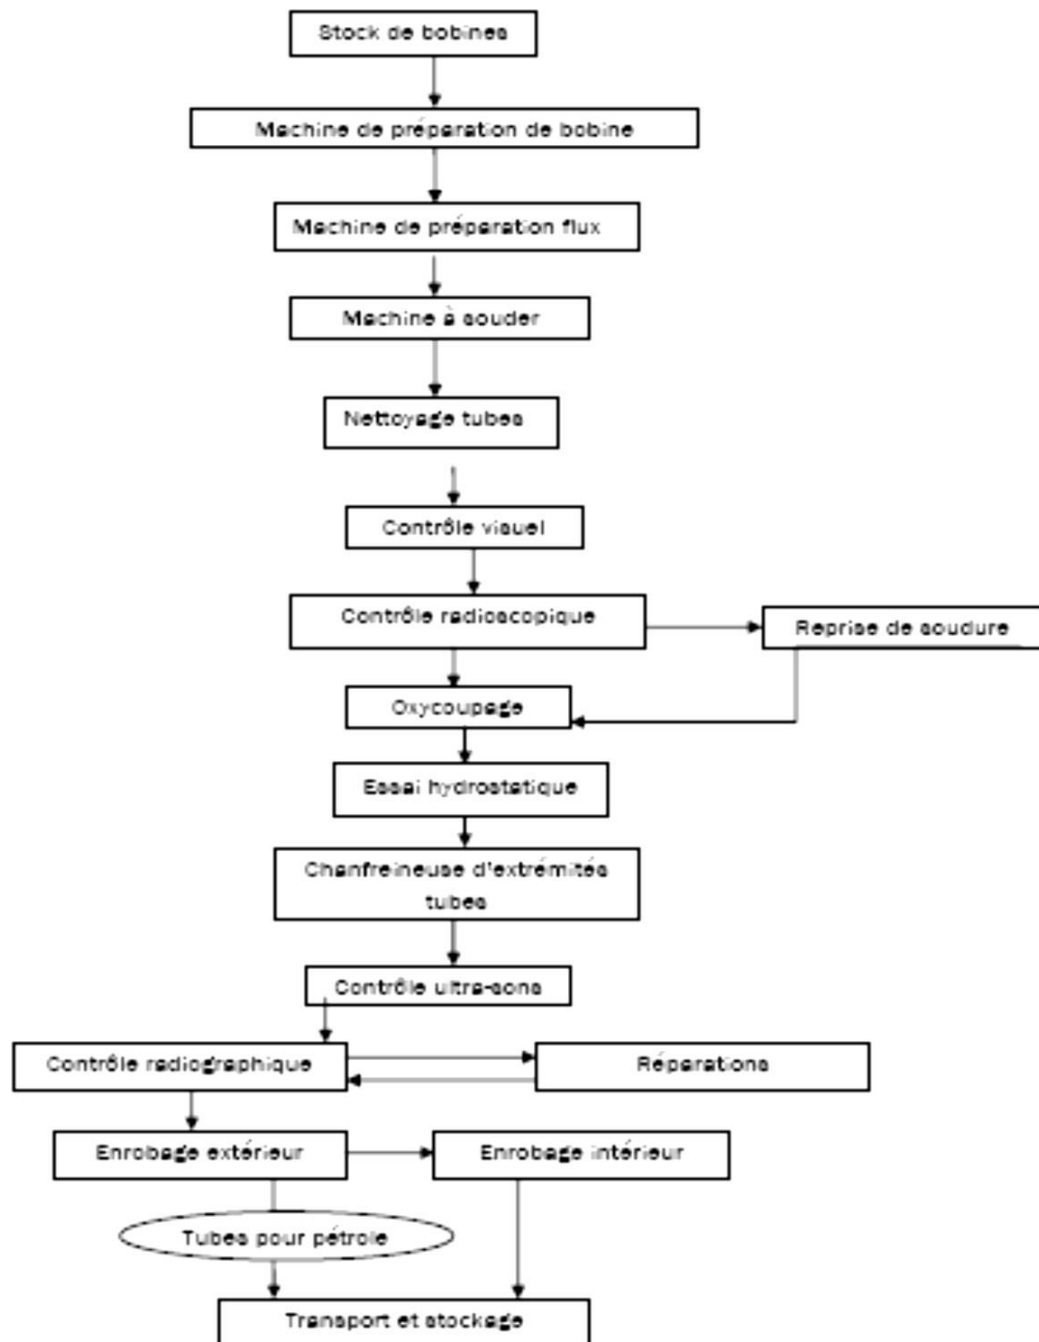 Stock de bobines
Machine de préparation de bobine
Machine de préparation flux
Machine à souder
Nettoyage tubes
Contrôle visuel
Contrôle radioscopique
Reprise de soudure
Oxycoupage
Essai hydrostatique
Chanfreineuse d'extrémités
tubes
Contrôle ultra-sons
Contrôle radiographique
Réparations
Enrobage extérieur
Enrobage intérieur
Tubes pour pétrole
Transport et stockage